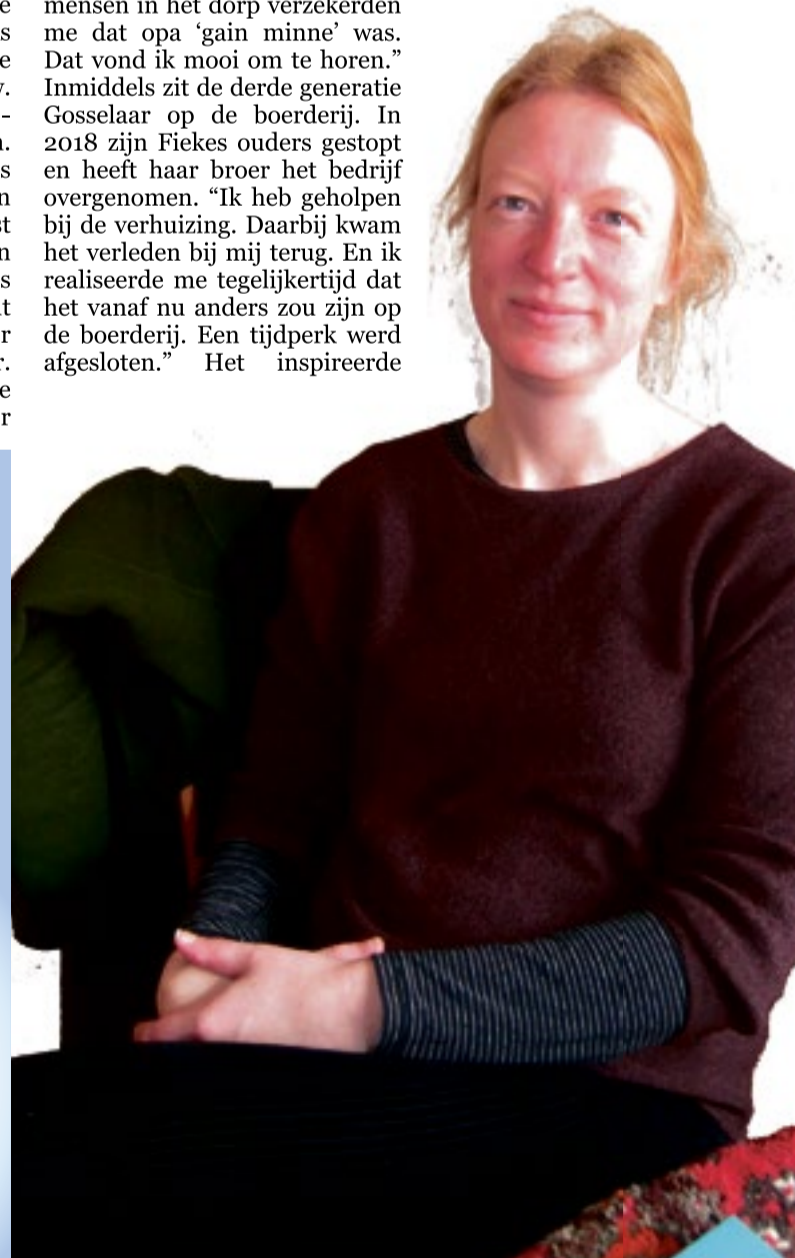 e
s
e
.
-
.
s
n
t
n
s
t
r
.
e
r
mensen in het dorp verzekerden
me dat opa ‘gain minne’ was.
Dat vond ik mooi om te horen.”
Inmiddels zit de derde generatie
Gosselaar op de boerderij. In
2018 zijn Fiekes ouders gestopt
en heeft haar broer het bedrijf
overgenomen. “Ik heb geholpen
bij de verhuizing. Daarbij kwam
het verleden bij mij terug. En ik
realiseerde me tegelijkertijd dat
het vanaf nu anders zou zijn op
de boerderij. Een tijdperk werd
afgesloten.” Het inspireerde